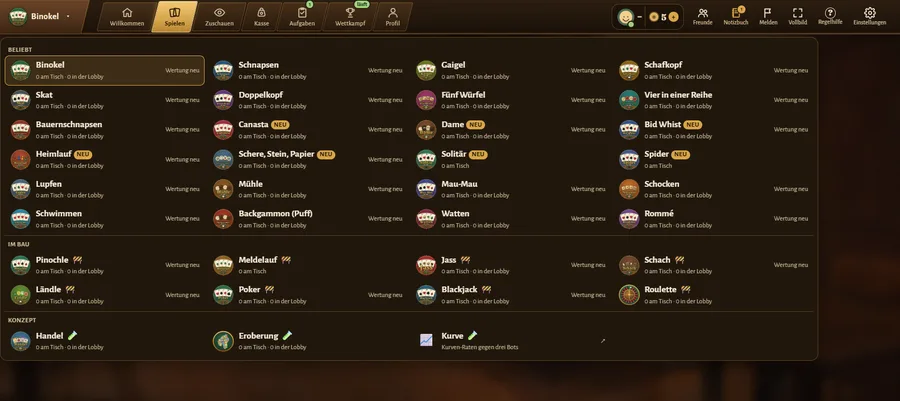 Binokel
Willkommen
Spielen
Zuschauen
Kasse
5
Aufgaben
läuft
Wettkampf
Profil
–
5
Freunde
Notizbuch
Melden
Vollbild
Regelhilfe
Einstellungen
BELIEBT
Binokel
0 am Tisch · 0 in der Lobby
Wertung neu
Schnapsen
0 am Tisch · 0 in der Lobby
Wertung neu
Gaigel
0 am Tisch · 0 in der Lobby
Wertung neu
Schafkopf
0 am Tisch · 0 in der Lobby
Wertung neu
Skat
0 am Tisch · 0 in der Lobby
Wertung neu
Doppelkopf
0 am Tisch · 0 in der Lobby
Wertung neu
Fünf Würfel
0 am Tisch · 0 in der Lobby
Wertung neu
Vier in einer Reihe
0 am Tisch · 0 in der Lobby
Wertung neu
Bauernschnapsen
0 am Tisch · 0 in der Lobby
Wertung neu
Canasta NEU
0 am Tisch · 0 in der Lobby
Wertung neu
Dame NEU
0 am Tisch · 0 in der Lobby
Wertung neu
Bid Whist NEU
0 am Tisch · 0 in der Lobby
Wertung neu
Heimlauf NEU
0 am Tisch · 0 in der Lobby
Wertung neu
Schere, Stein, Papier NEU
0 am Tisch · 0 in der Lobby
Wertung neu
Solitär NEU
0 am Tisch
Wertung neu
Spider NEU
0 am Tisch
Wertung neu
Lupfen
0 am Tisch · 0 in der Lobby
Wertung neu
Mühle
0 am Tisch · 0 in der Lobby
Wertung neu
Mau-Mau
0 am Tisch · 0 in der Lobby
Wertung neu
Schocken
0 am Tisch · 0 in der Lobby
Wertung neu
Schwimmen
0 am Tisch · 0 in der Lobby
Wertung neu
Backgammon (Puff)
0 am Tisch · 0 in der Lobby
Wertung neu
Watten
0 am Tisch · 0 in der Lobby
Wertung neu
Rommé
0 am Tisch · 0 in der Lobby
Wertung neu
IM BAU
Pinochle
0 am Tisch · 0 in der Lobby
Wertung neu
Meldelauf
0 am Tisch
Jass
0 am Tisch · 0 in der Lobby
Wertung neu
Schach
0 am Tisch · 0 in der Lobby
Wertung neu
Ländle
0 am Tisch · 0 in der Lobby
Wertung neu
Poker
0 am Tisch · 0 in der Lobby
Wertung neu
Blackjack
0 am Tisch · 0 in der Lobby
Wertung neu
Roulette
0 am Tisch · 0 in der Lobby
KONZEPT
Handel
0 am Tisch · 0 in der Lobby
Eroberung
0 am Tisch · 0 in der Lobby
Kurve
Kurven-Raten gegen drei Bots